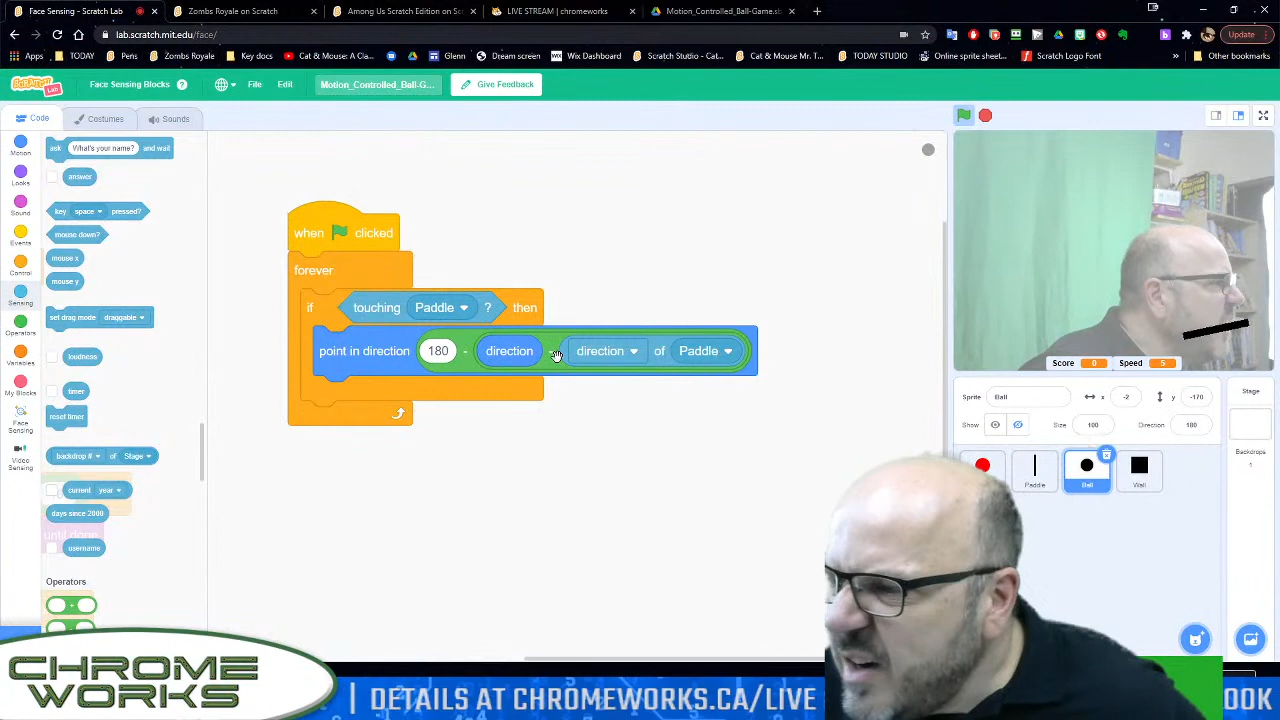 Face Sensing - Scratch Lab
Zombs Royale on Scratch
Among Us Scratch Edition on Sc
LIVE STREAM | chromeworks
Motion_Controlled_Ball-Game.sb
lab.scratch.mit.edu/face/
Update
Apps
TODAY
Pens
Zombs Royale
Key docs
Cat & Mouse: A Cla...
Glenn
Dream screen
Wix Dashboard
Scratch Stutiio - Cat...
Cat & Mouse Mr. T...
TODAY STUDIO
Online sprite sheet...
Scratch Logo Font
Other bookmarks
SCRATCH Lab
Face Sensing Blocks
File
Edit
Motion_Controlled_Ball-G...
Give Feedback
Code
Costumes
Sounds
Motion
Looks
Sound
Events
Control
Sensing
Operators
Variables
My Blocks
Face Sensing
Video Sensing
ask What's your name? and wait
answer
key space pressed?
mouse down?
mouse x
mouse y
set drag mode draggable
loudness
timer
reset timer
backdrop # of Stage
current year
days since 2000
username
Operators
when clicked
forever
if touching Paddle ? then
point in direction 180 - direction - direction of Paddle
Score 0 Speed 5
Sprite Ball x -2 y -170
Show Size 100 Direction 180
Paddle
Ball
Wall
Stage
Backdrops
1
CHROME
WORKS
| DETAILS AT CHROMEWORKS.CA/LIVE
OOK